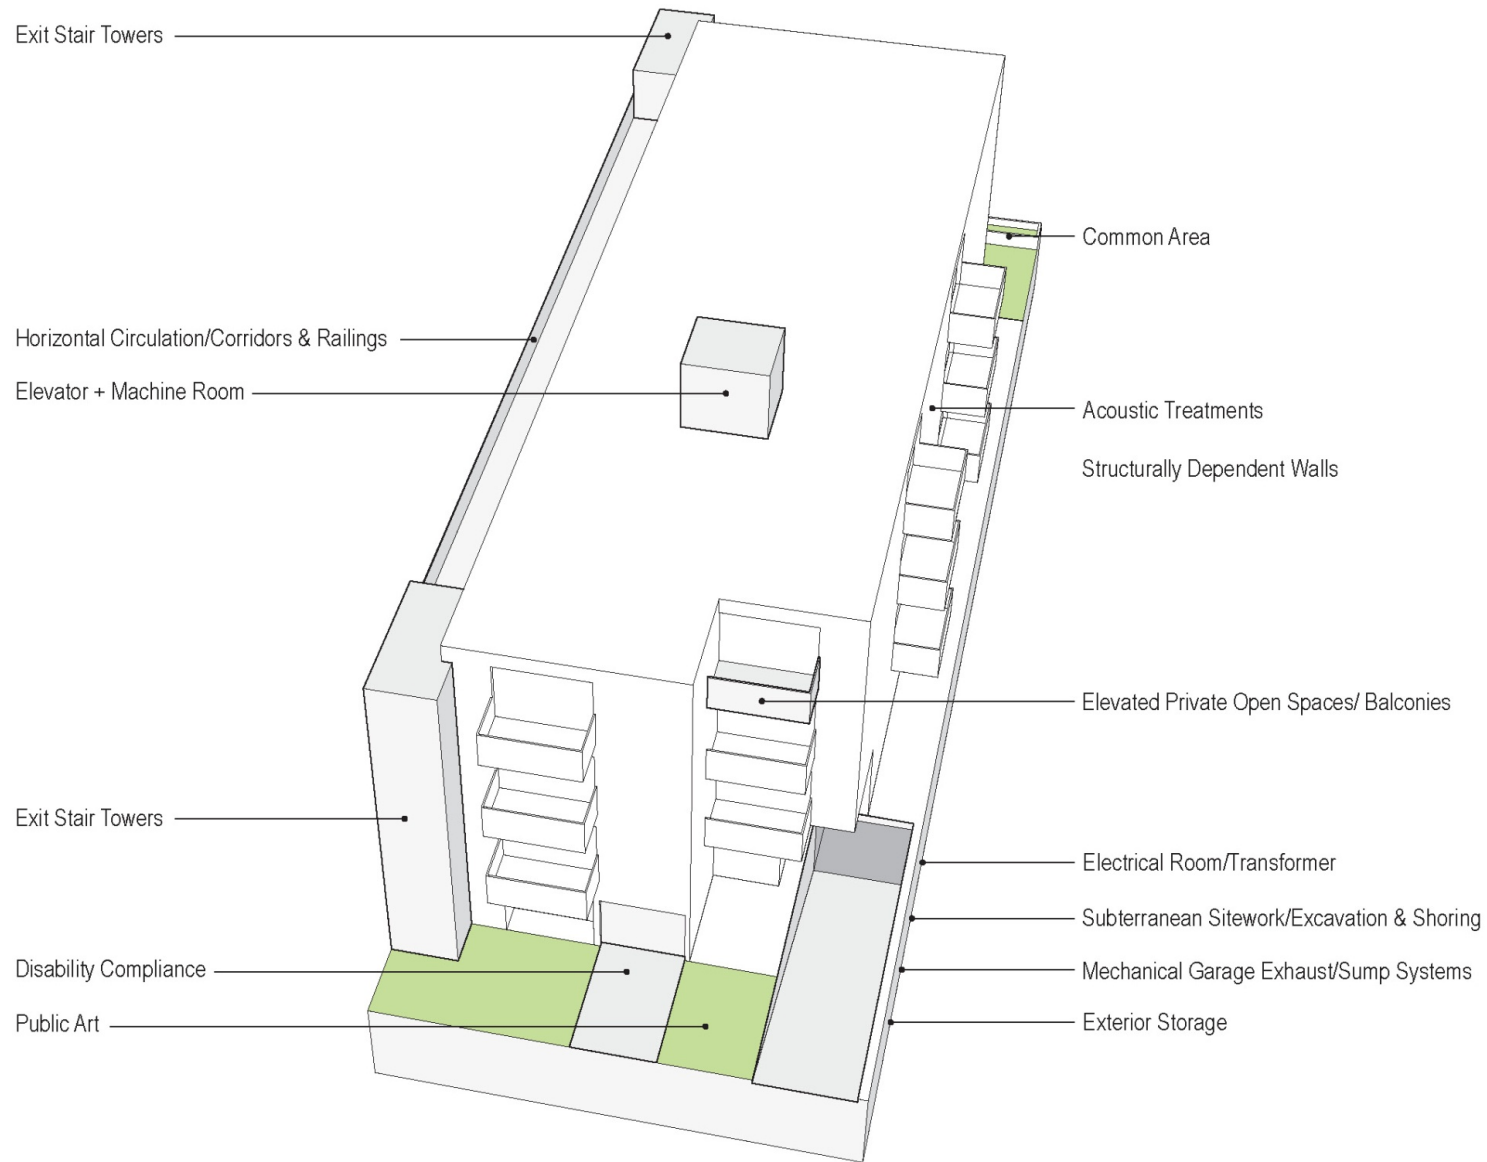 Exit Stair Towers
Common Area
Horizontal Circulation/Corridors & Railings
Elevator + Machine Room
Acoustic Treatments
Structurally Dependent Walls
Elevated Private Open Spaces/ Balconies
Exit Stair Towers
Electrical Room/Transformer
Subterranean Sitework/Excavation & Shoring
Disability Compliance
Mechanical Garage Exhaust/Sump Systems
Public Art
Exterior Storage